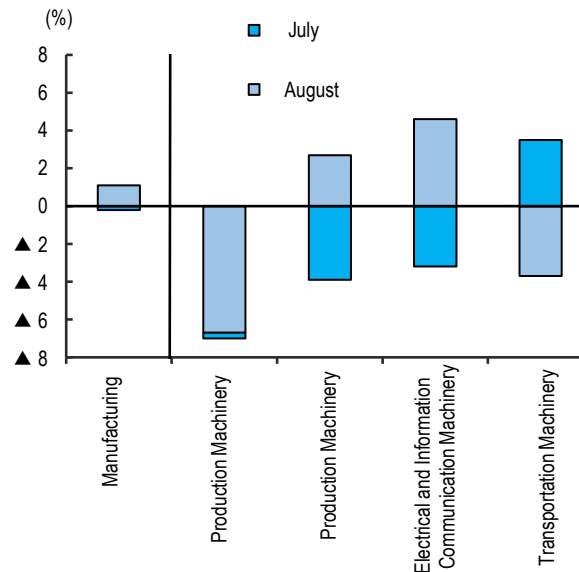 (%)
July
August
8
6
4
2
0
▲ 2
▲ 4
▲ 6
▲ 8
Manufacturing
Production Machinery
Production Machinery
Electrical and Information
Communication Machinery
Transportation Machinery